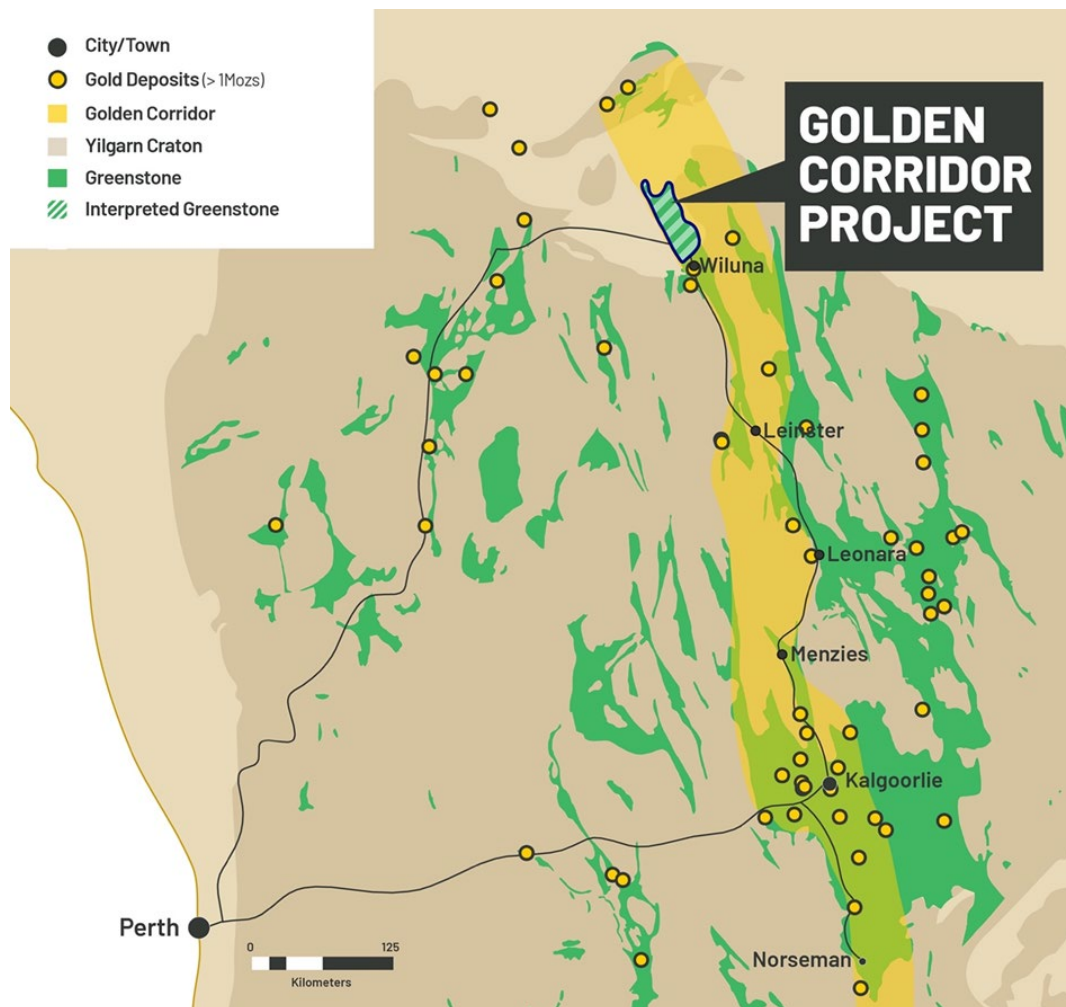 City/Town
Gold Deposits (> 1Mozs)
Golden Corridor
Yilgarn Craton
Greenstone
Interpreted Greenstone
GOLDEN
CORRIDOR
PROJECT
Wiluna
Leinster
Leonara
Menzies
Kalgoorlie
Perth
0 125
Kilometers
Norseman